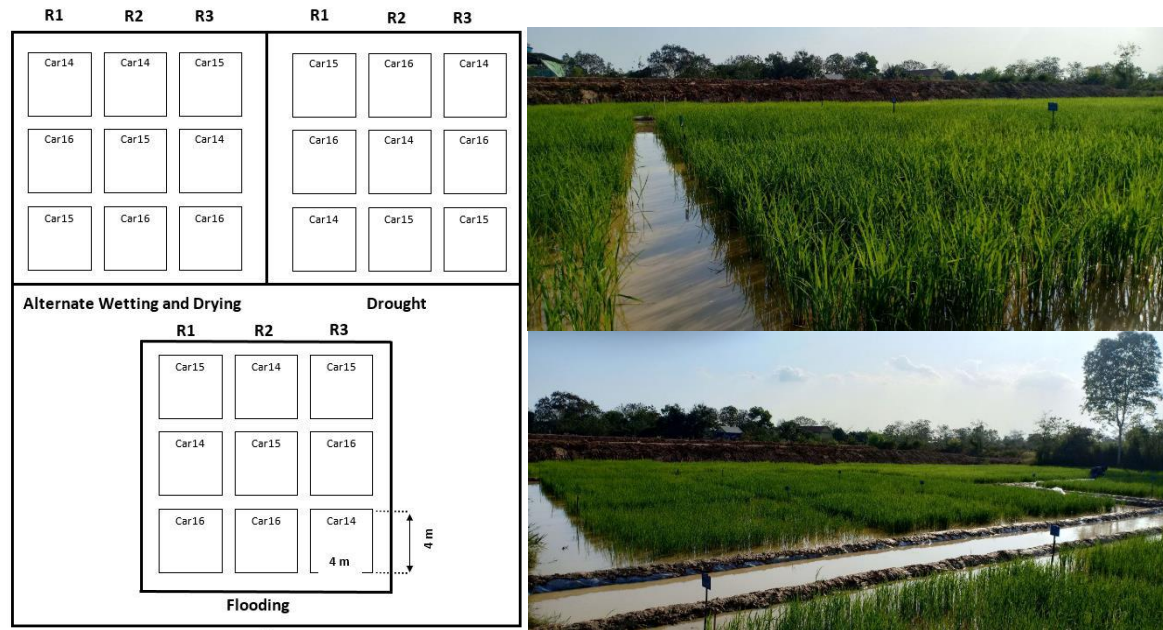 R1 R2 R3 R1 R2 R3
Car14 Car14 Car15 Car15 Car16 Car14
Car16 Car15 Car14 Car16 Car14 Car16
Car15 Car16 Car16 Car14 Car15 Car15
Alternate Wetting and Drying Drought
R1 R2 R3
Car15 Car14 Car15
Car14 Car15 Car16
Car16 Car16 Car14
4 m
4 m
Flooding